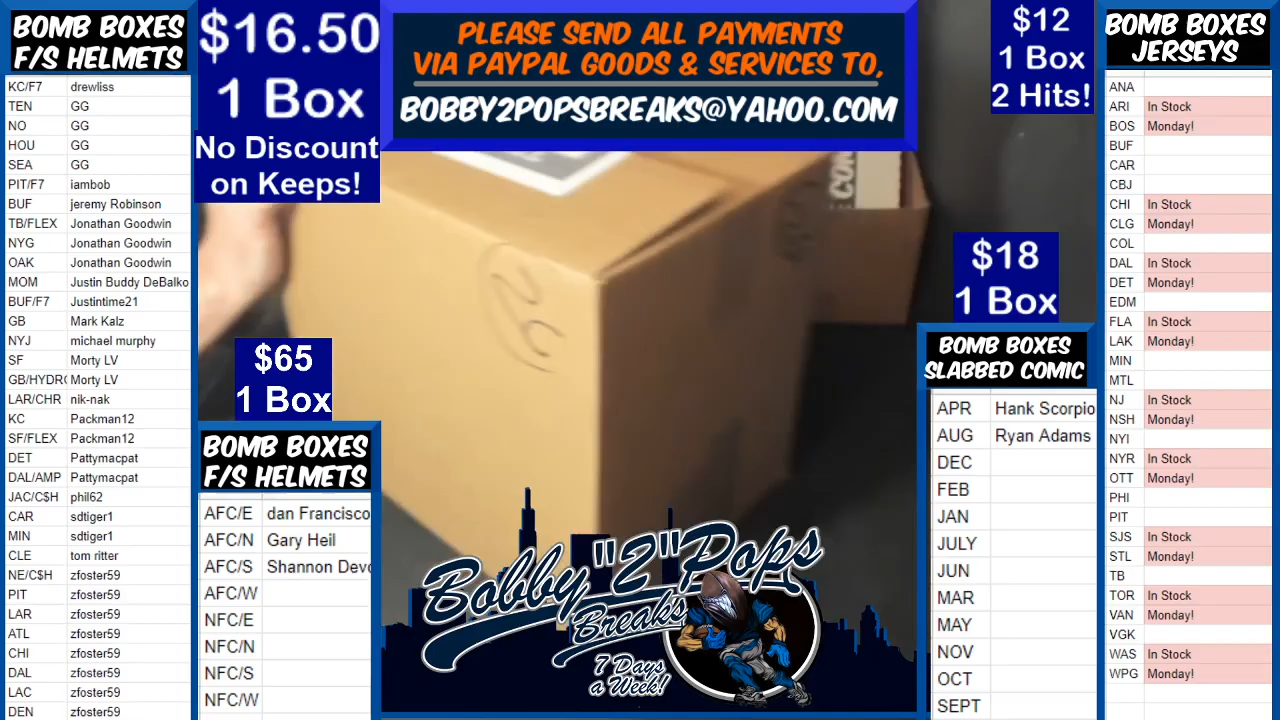 BOMB BOXES
F/S HELMETS
KC/F7 drewliss
TEN GG
NO GG
HOU GG
SEA GG
PIT/F7 iambob
BUF jeremy Robinson
TB/FLEX Jonathan Goodwin
NYG Jonathan Goodwin
OAK Jonathan Goodwin
MOM Justin Buddy DeBalko
BUF/F7 Justintime21
GB Mark Kalz
NYJ michael murphy
SF Morty LV
GB/HYDR Morty LV
LAR/CHR nik-nak
KC Packman12
SF/FLEX Packman12
DET Pattymacpat
DAL/AMP Pattymacpat
JAC/C$H phil62
CAR sdtiger1
MIN sdtiger1
CLE tom ritter
NE/C$H zfoster59
PIT zfoster59
LAR zfoster59
ATL zfoster59
CHI zfoster59
DAL zfoster59
LAC zfoster59
DEN zfoster59
$16.50
1 Box
No Discount
on Keeps!
$65
1 Box
BOMB BOXES
F/S HELMETS
AFC/E dan Francisco
AFC/N Gary Heil
AFC/S Shannon Devo
AFC/W
NFC/E
NFC/N
NFC/S
NFC/W
PLEASE SEND ALL PAYMENTS
VIA PAYPAL GOODS & SERVICES TO,
BOBBY2POPSBREAKS@YAHOO.COM
Bobby "2" Pops
Breaks
7 Days
a Week!
$12
1 Box
2 Hits!
$18
1 Box
BOMB BOXES
SLABBED COMIC
APR Hank Scorpio
AUG Ryan Adams
DEC
FEB
JAN
JULY
JUN
MAR
MAY
NOV
OCT
SEPT
BOMB BOXES
JERSEYS
ANA
ARI In Stock
BOS Monday!
BUF
CAR
CBJ
CHI In Stock
CLG Monday!
COL
DAL In Stock
DET Monday!
EDM
FLA In Stock
LAK Monday!
MIN
MTL
NJ In Stock
NSH Monday!
NYI
NYR In Stock
OTT Monday!
PHI
PIT
SJS In Stock
STL Monday!
TB
TOR In Stock
VAN Monday!
VGK
WAS In Stock
WPG Monday!